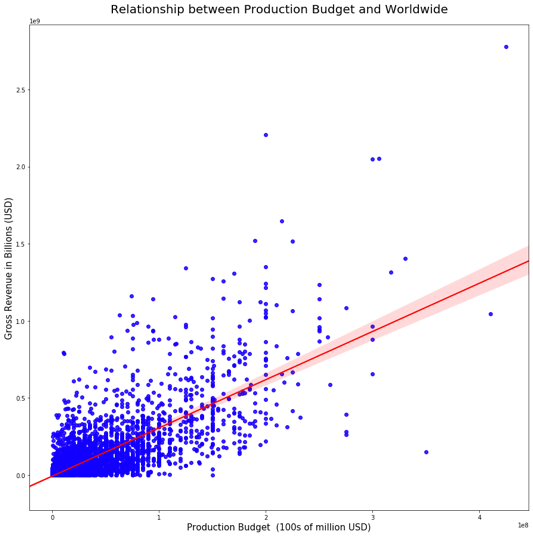 Relationship between Production Budget and Worldwide
1e9
2.5
2.0
1.5
1.0
0.5
0.0
Gross Revenue in Billions (USD)
0
1
2
3
4
1e8
Production Budget  (100s of million USD)